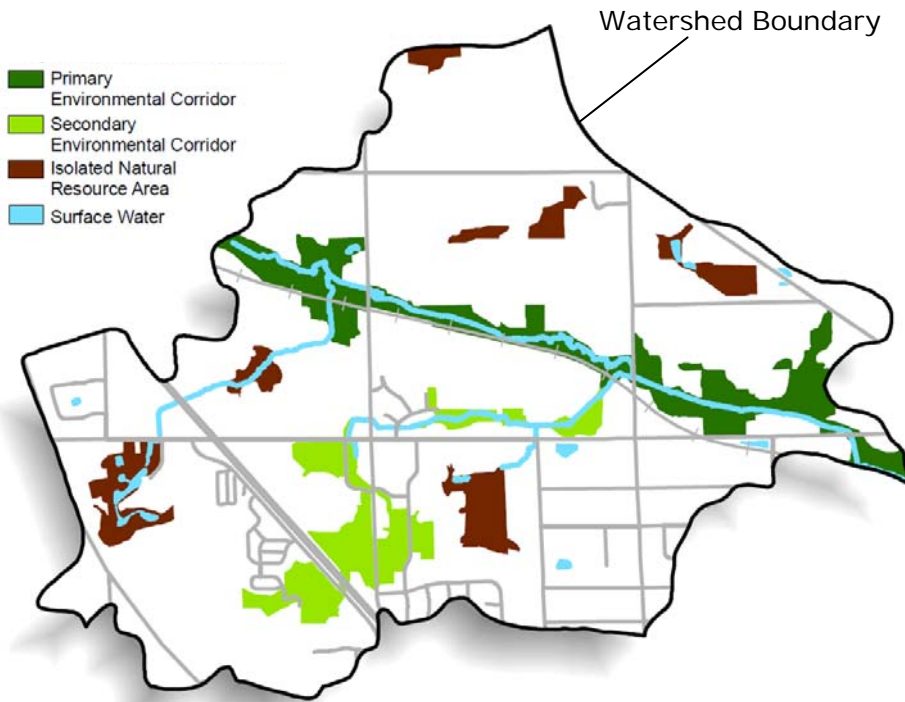 Watershed Boundary
Primary
Environmental Corridor
Secondary
Environmental Corridor
Isolated Natural
Resource Area
Surface Water